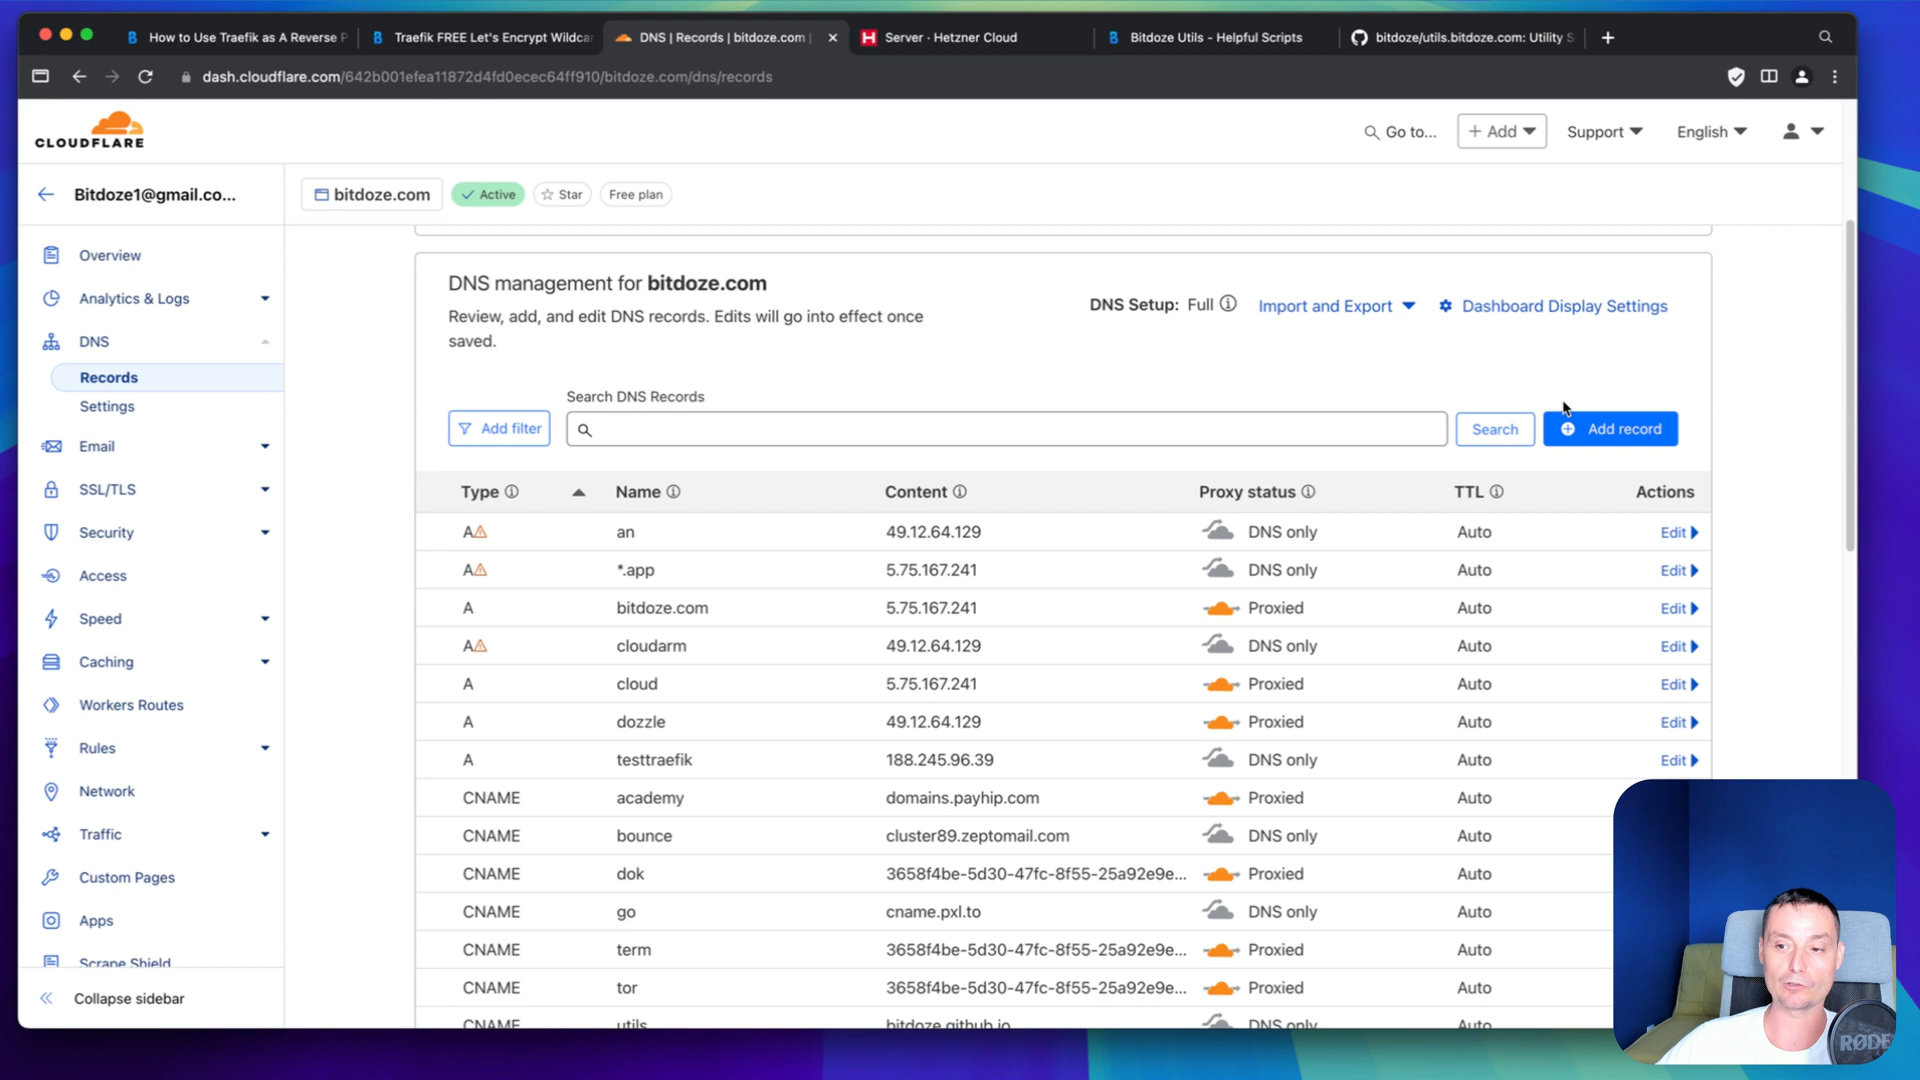 How to Use Traefik as A Reverse P
Traefik FREE Let's Encrypt Wildcar
DNS | Records | bitdoze.com |
Server · Hetzner Cloud
Bitdoze Utils - Helpful Scripts
bitdoze/utils.bitdoze.com: Utility S
dash.cloudflare.com/642b001efea11872d4fd0ecec64ff910/bitdoze.com/dns/records
CLOUDFLARE
Go to...
+ Add
Support
English
Bitdoze1@gmail.co...
bitdoze.com
Active
Star
Free plan
Overview
Analytics & Logs
DNS
Records
Settings
Email
SSL/TLS
Security
Access
Speed
Caching
Workers Routes
Rules
Network
Traffic
Custom Pages
Apps
Scrape Shield
Collapse sidebar
DNS management for bitdoze.com
Review, add, and edit DNS records. Edits will go into effect once
saved.
DNS Setup: Full
Import and Export
Dashboard Display Settings
Search DNS Records
Add filter
Search
Add record
Type Name Content Proxy status TTL Actions
A an 49.12.64.129 DNS only Auto Edit
A *.app 5.75.167.241 DNS only Auto Edit
A bitdoze.com 5.75.167.241 Proxied Auto Edit
A cloudarm 49.12.64.129 DNS only Auto Edit
A cloud 5.75.167.241 Proxied Auto Edit
A dozzle 49.12.64.129 Proxied Auto Edit
A testtraefik 188.245.96.39 DNS only Auto Edit
CNAME academy domains.payhip.com Proxied Auto
CNAME bounce cluster89.zeptomail.com DNS only Auto
CNAME dok 3658f4be-5d30-47fc-8f55-25a92e9e... Proxied Auto
CNAME go cname.pxl.to DNS only Auto
CNAME term 3658f4be-5d30-47fc-8f55-25a92e9e... Proxied Auto
CNAME tor 3658f4be-5d30-47fc-8f55-25a92e9e... Proxied Auto
CNAME utils bitdoze.github.io DNS only Auto
RØDE